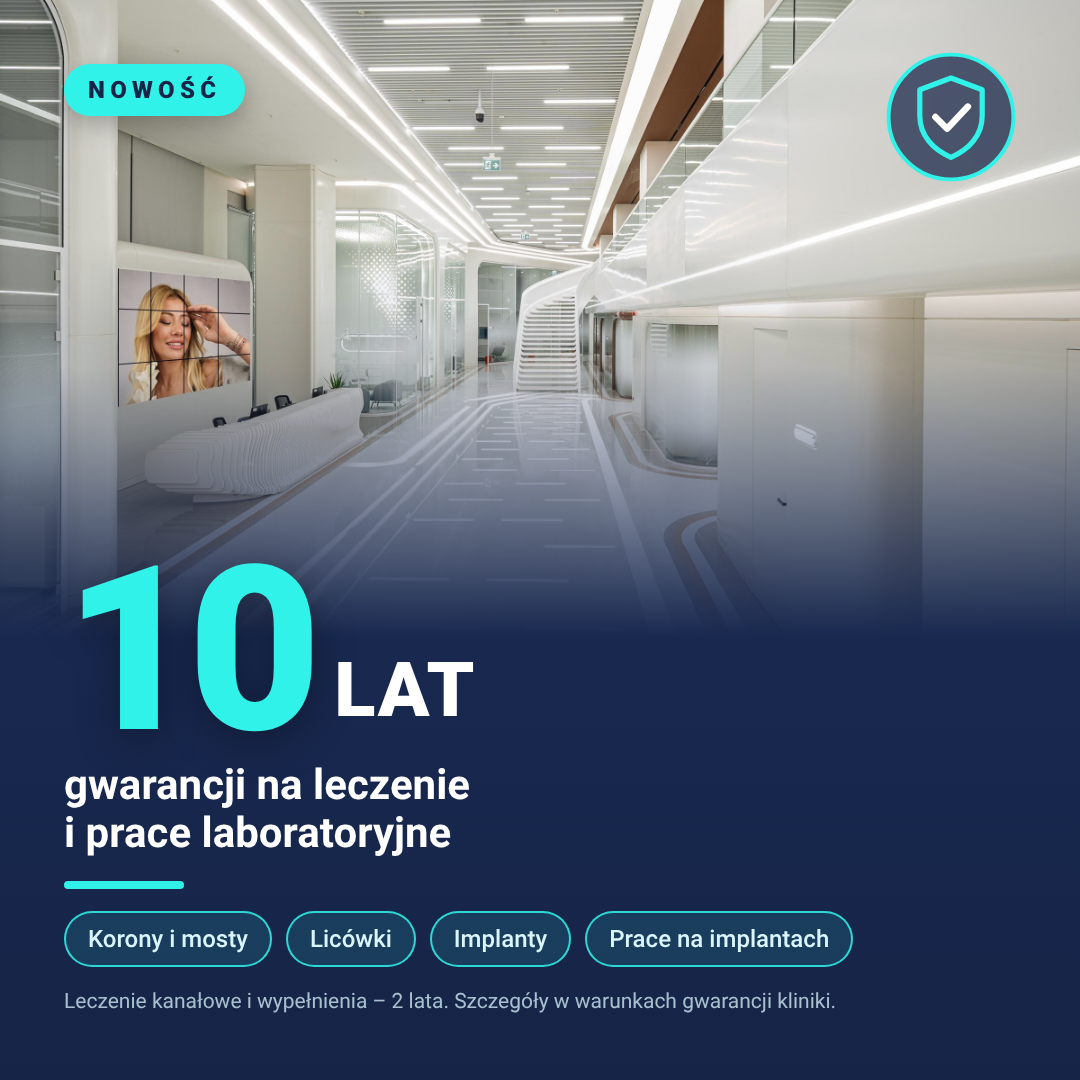 NOWOŚĆ
10 LAT
gwarancji na leczenie
i prace laboratoryjne
Korony i mosty
Licówki
Implanty
Prace na implantach
Leczenie kanałowe i wypełnienia – 2 lata. Szczegóły w warunkach gwarancji kliniki.